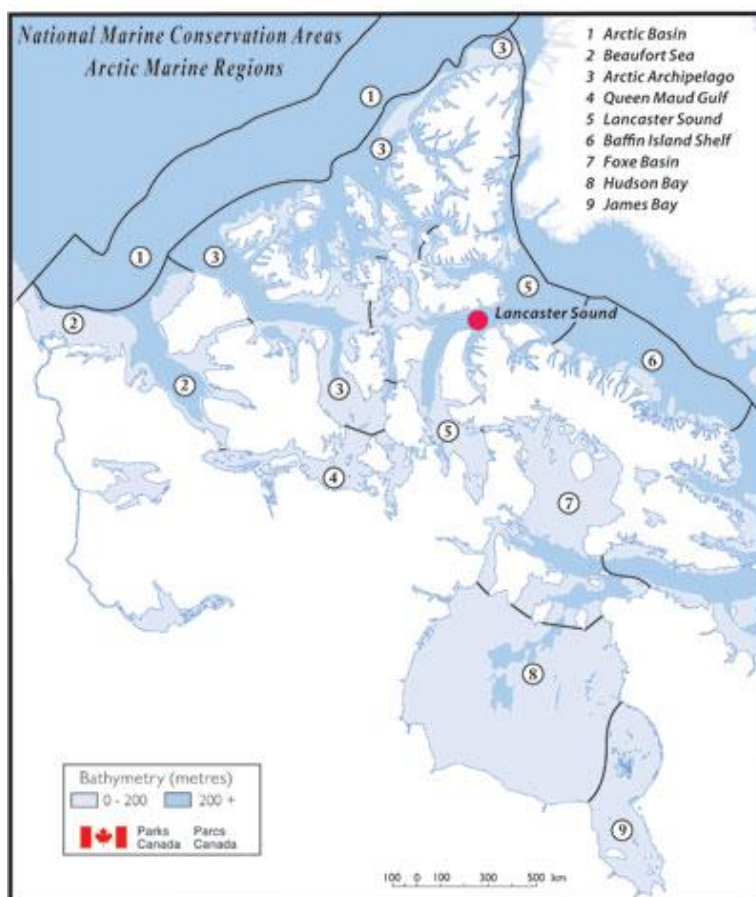 National Marine Conservation Areas
Arctic Marine Regions
1 Arctic Basin
2 Beaufort Sea
3 Arctic Archipelago
4 Queen Maud Gulf
5 Lancaster Sound
6 Baffin Island Shelf
7 Foxe Basin
8 Hudson Bay
9 James Bay
3
1
3
3
1
5
Lancaster Sound
2
6
2
3
5
4
7
8
9
Bathymetry (metres)
0 - 200 200 +
Parks Parcs
Canada Canada
100 0 100 300 500 km